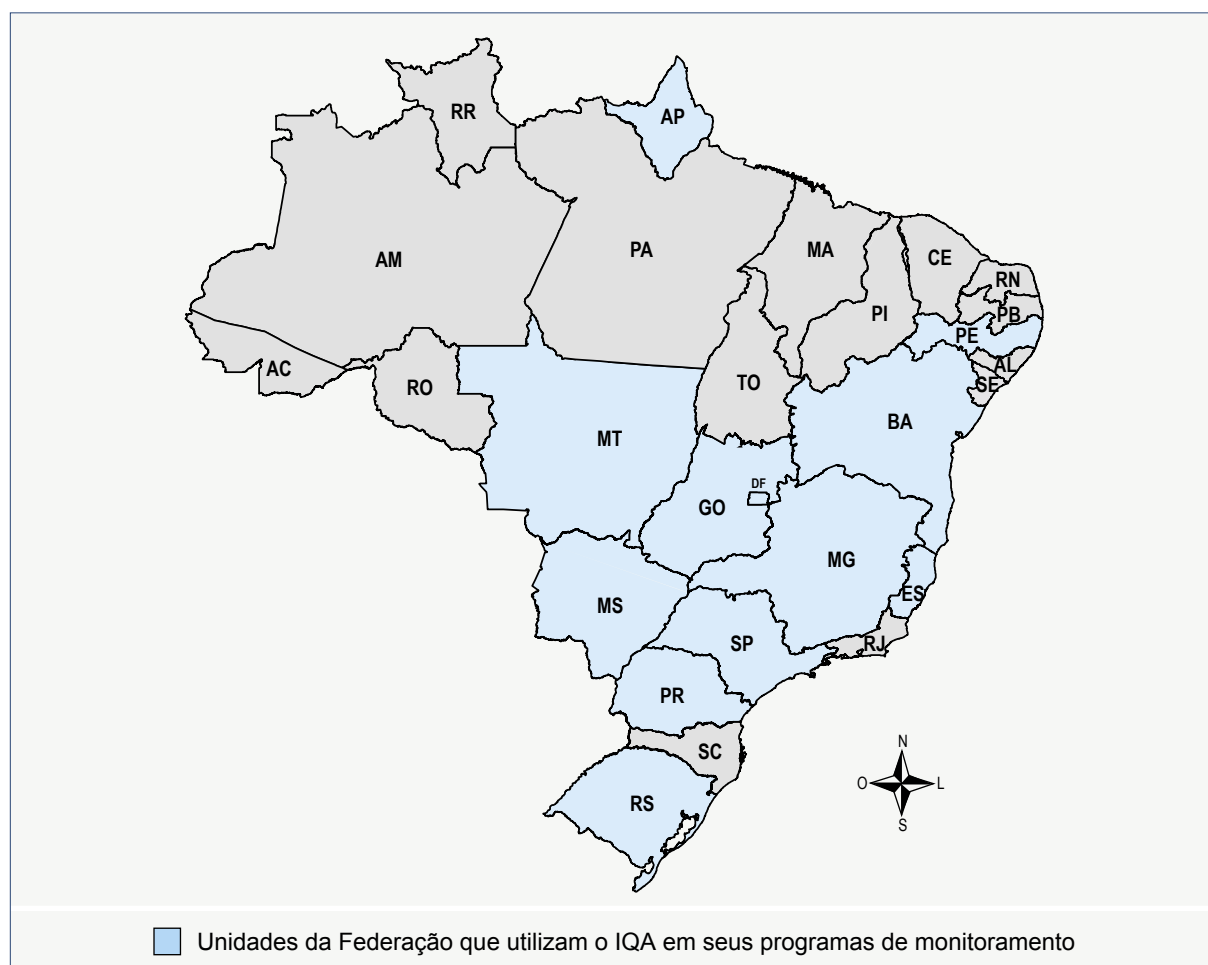 RR
AP
AM
PA
MA
CE
RN
PB
PI
PE
AL
SE
AC
RO
TO
BA
MT
DF
GO
MG
ES
MS
SP
RJ
PR
SC
RS
N
O
L
S
Unidades da Federação que utilizam o IQA em seus programas de monitoramento